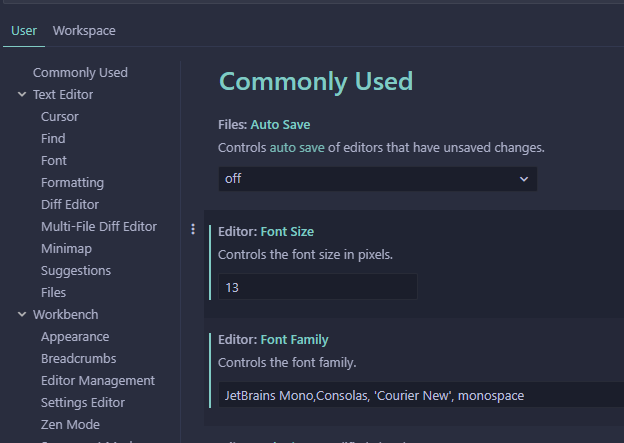 User Workspace
Commonly Used
Text Editor
Cursor
Find
Font
Formatting
Diff Editor
Multi-File Diff Editor
Minimap
Suggestions
Files
Workbench
Appearance
Breadcrumbs
Editor Management
Settings Editor
Zen Mode
Commonly Used
Files: Auto Save
Controls auto save of editors that have unsaved changes.
off
Editor: Font Size
Controls the font size in pixels.
13
Editor: Font Family
Controls the font family.
JetBrains Mono,Consolas, 'Courier New', monospace